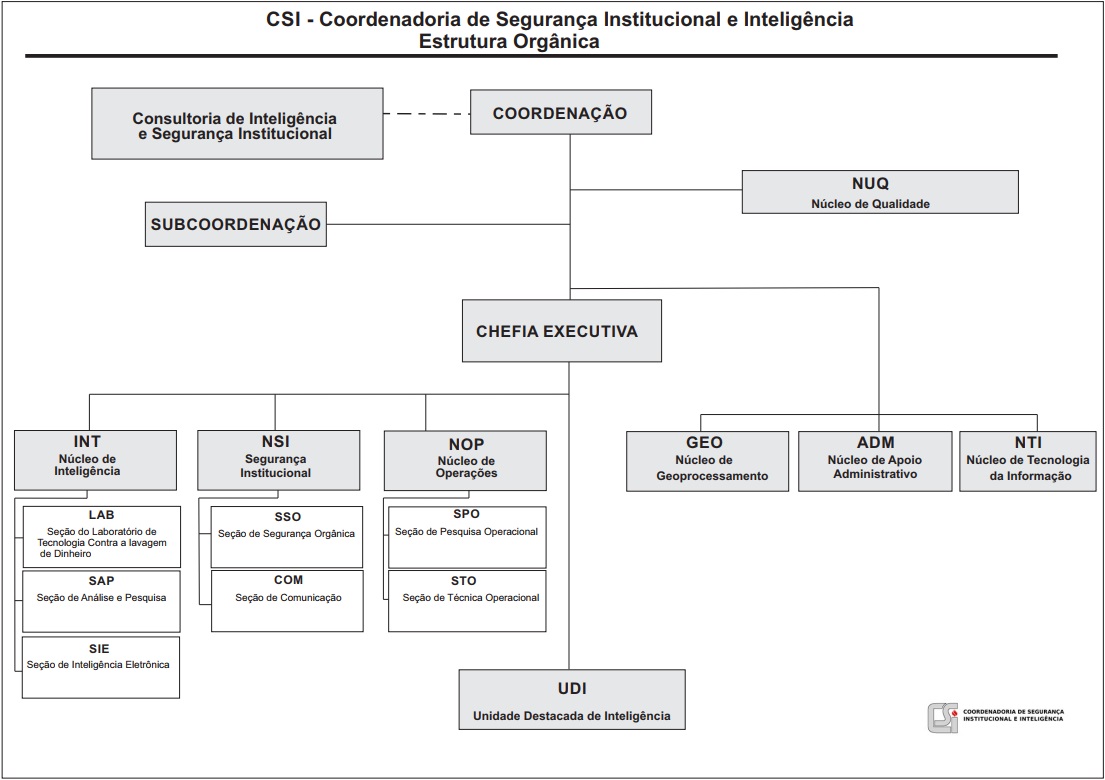 CSI - Coordenadoria de Segurança Institucional e Inteligência
Estrutura Orgânica
Consultoria de Inteligência
e Segurança Institucional
COORDENAÇÃO
NUQ
Núcleo de Qualidade
SUBCOORDENAÇÃO
CHEFIA EXECUTIVA
INT
Núcleo de
Inteligência
NSI
Segurança
Institucional
NOP
Núcleo de
Operações
GEO
Núcleo de
Geoprocessamento
ADM
Núcleo de Apoio
Administrativo
NTI
Núcleo de Tecnologia
da Informação
LAB
Seção do Laboratório de
Tecnologia Contra a lavagem
de Dinheiro
SAP
Seção de Análise e Pesquisa
SIE
Seção de Inteligência Eletrônica
SSO
Seção de Segurança Orgânica
COM
Seção de Comunicação
SPO
Seção de Pesquisa Operacional
STO
Seção de Técnica Operacional
UDI
Unidade Destacada de Inteligência
CSI
COORDENADORIA DE SEGURANÇA
INSTITUCIONAL E INTELIGÊNCIA